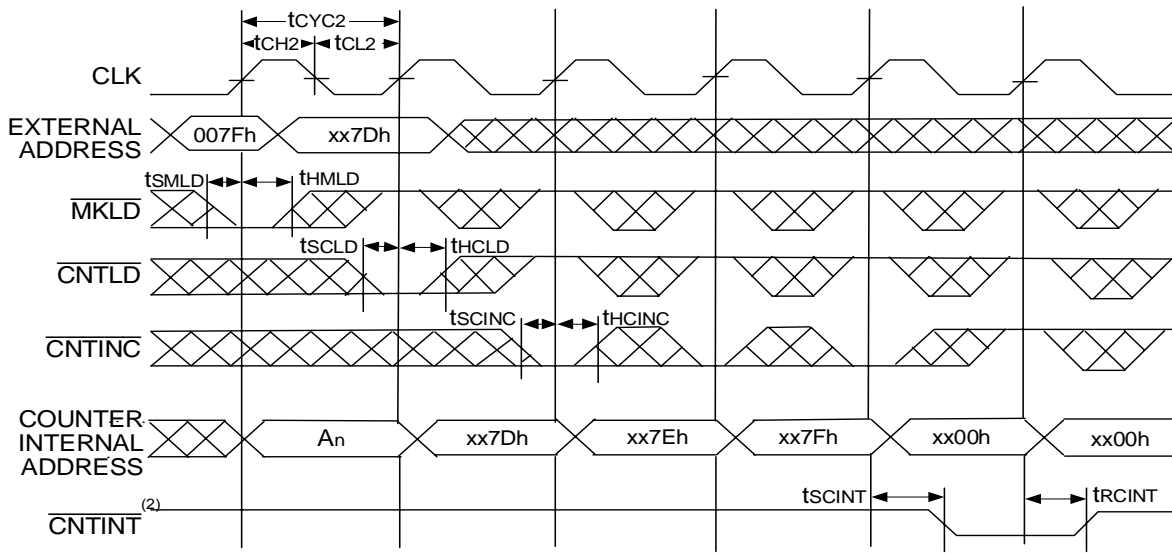 tCYC2
tCH2 tCL2
CLK
EXTERNAL
ADDRESS
007Fh xx7Dh
tSMLD tHMLD
MKLD
tSCLD tHCLD
CNTLD
tSCINC tHCINC
CNTINC
COUNTER
INTERNAL
ADDRESS
An xx7Dh xx7Eh xx7Fh xx00h xx00h
tSCINT tRCINT
CNTINT(2)